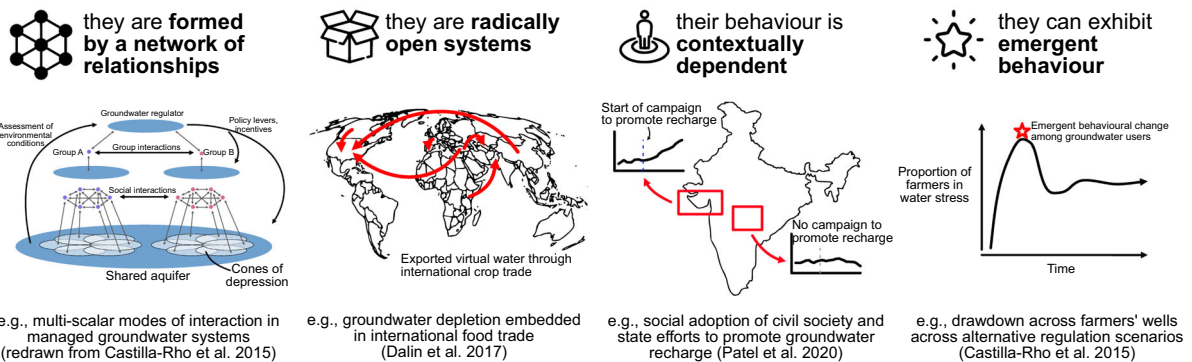 they are formed
by a network of
relationships
Groundwater regulator
Assessment of
environmental
conditions
Policy levers,
incentives
Group A
Group interactions
Group B
Social interactions
Shared aquifer
Cones of
depression
e.g., multi-scalar modes of interaction in
managed groundwater systems
(redrawn from Castilla-Rho et al. 2015)
they are radically
open systems
Exported virtual water through
international crop trade
e.g., groundwater depletion embedded
in international food trade
(Dalin et al. 2017)
their behaviour is
contextually
dependent
Start of campaign
to promote recharge
No campaign to
promote recharge
e.g., social adoption of civil society and
state efforts to promote groundwater
recharge (Patel et al. 2020)
they can exhibit
emergent
behaviour
Emergent behavioural change
among groundwater users
Proportion of
farmers in
water stress
Time
e.g., drawdown across farmers' wells
across alternative regulation scenarios
(Castilla-Rho et al. 2015)